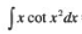 ∫x cot x²dx